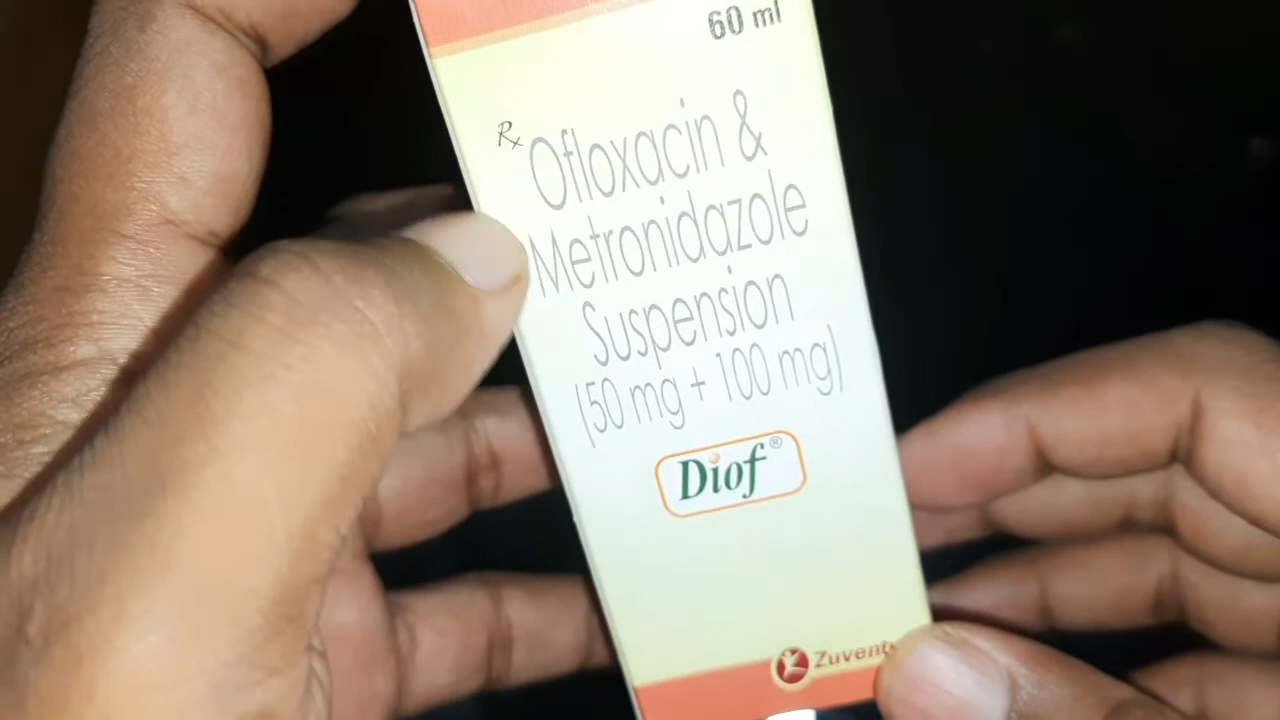 60 ml
Rx Ofloxacin &
Metronidazole
Suspension
(50 mg + 100 mg)
Diof®